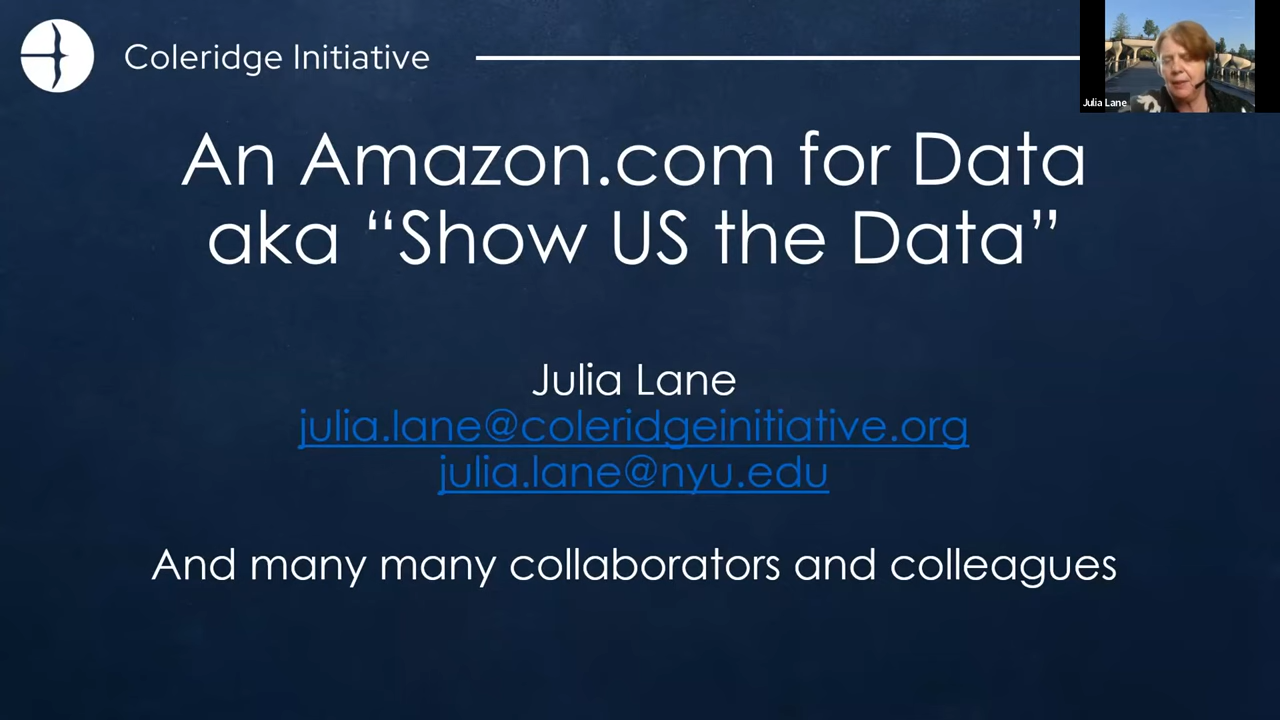 Coleridge Initiative
Julia Lane
An Amazon.com for Data
aka “Show US the Data”
Julia Lane
julia.lane@coleridgeinitiative.org
julia.lane@nyu.edu
And many many collaborators and colleagues